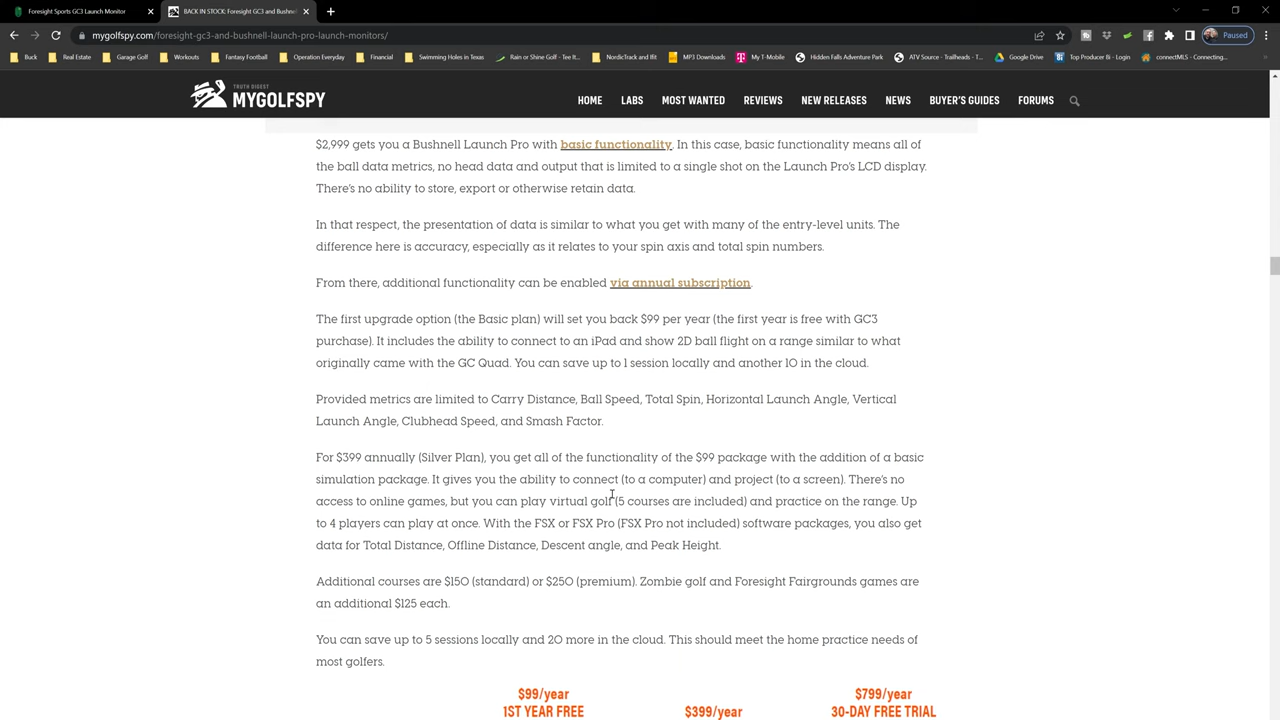 Foresight Sports GC3 Launch Monitor
BACK IN STOCK: Foresight GC3 and Bushnell
mygolfspy.com/foresight-gc3-and-bushnell-launch-pro-launch-monitors/
Paused
Buck Real Estate Garage Golf Workouts Fantasy Football Operation Everyday Financial Swimming Holes in Texas Rain or Shine Golf - Tee R... NordicTrack and Ifit MP3 Downloads My T-Mobile Hidden Falls Adventure Park ATV Source - Trailheads - T... Google Drive Top Producer 8i - Login connectMLS - Connecting...
TRUTH DIGEST
MYGOLFSPY
HOME LABS MOST WANTED REVIEWS NEW RELEASES NEWS BUYER'S GUIDES FORUMS
$2,999 gets you a Bushnell Launch Pro with basic functionality. In this case, basic functionality means all of
the ball data metrics, no head data and output that is limited to a single shot on the Launch Pro's LCD display.
There's no ability to store, export or otherwise retain data.
In that respect, the presentation of data is similar to what you get with many of the entry-level units. The
difference here is accuracy, especially as it relates to your spin axis and total spin numbers.
From there, additional functionality can be enabled via annual subscription.
The first upgrade option (the Basic plan) will set you back $99 per year (the first year is free with GC3
purchase). It includes the ability to connect to an iPad and show 2D ball flight on a range similar to what
originally came with the GC Quad. You can save up to 1 session locally and another 10 in the cloud.
Provided metrics are limited to Carry Distance, Ball Speed, Total Spin, Horizontal Launch Angle, Vertical
Launch Angle, Clubhead Speed, and Smash Factor.
For $399 annually (Silver Plan), you get all of the functionality of the $99 package with the addition of a basic
simulation package. It gives you the ability to connect (to a computer) and project (to a screen). There's no
access to online games, but you can play virtual golf (5 courses are included) and practice on the range. Up
to 4 players can play at once. With the FSX or FSX Pro (FSX Pro not included) software packages, you also get
data for Total Distance, Offline Distance, Descent angle, and Peak Height.
Additional courses are $150 (standard) or $250 (premium). Zombie golf and Foresight Fairgrounds games are
an additional $125 each.
You can save up to 5 sessions locally and 20 more in the cloud. This should meet the home practice needs of
most golfers.
$99/year
1ST YEAR FREE
$399/year
$799/year
30-DAY FREE TRIAL